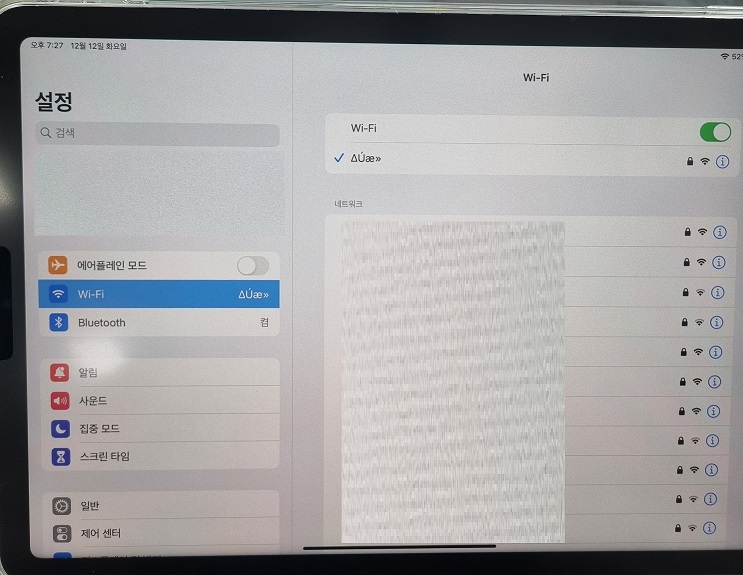 오후 7:27 12월 12일 화요일
52%
설정
검색
에어플레인 모드
Wi-Fi ΔÚæ»
Bluetooth 켬
알림
사운드
집중 모드
스크린 타임
일반
제어 센터
Wi-Fi
Wi-Fi
ΔÚæ»
네트워크